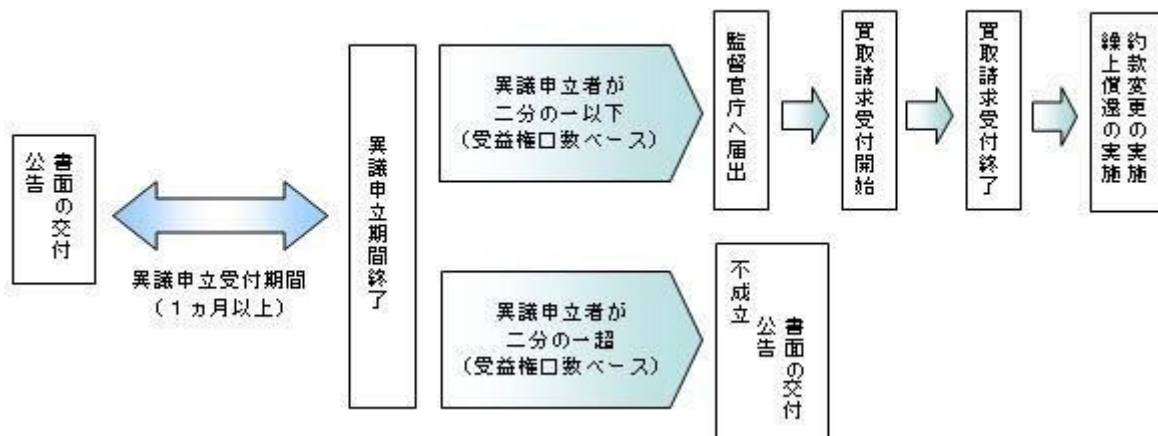 書面の交付
公告
異議申立受付期間
(１ヵ月以上)
異議申立期間終了
異議申立者が
二分の一以下
(受益権口数ベース)
監督官庁へ届出
買取請求受付開始
買取請求受付終了
約款変更の実施
繰上償還の実施
異議申立者が
二分の一超
(受益権口数ベース)
不成立
書面の交付
公告